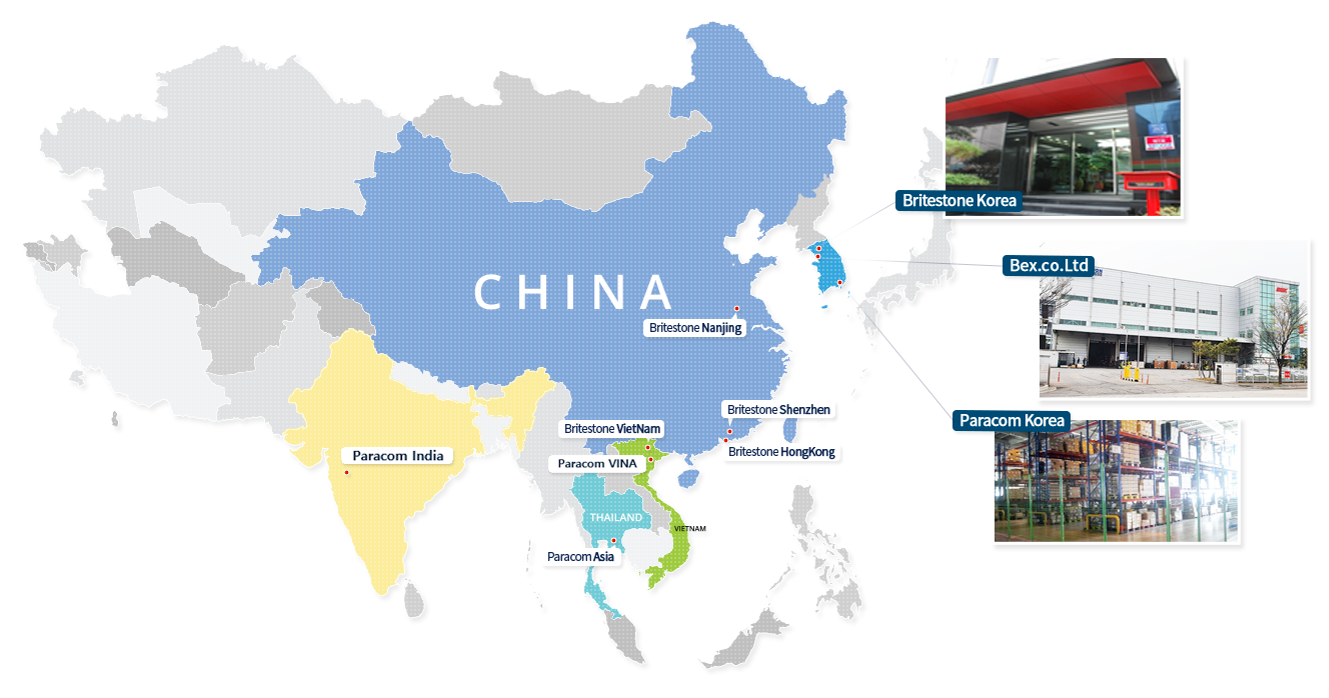 Britestone Korea
Bex.co.Ltd
CHINA
Britestone Nanjing
Britestone Shenzhen
Paracom Korea
Britestone VietNam
Britestone HongKong
Paracom India
Paracom VINA
THAILAND
VIETNAM
Paracom Asia